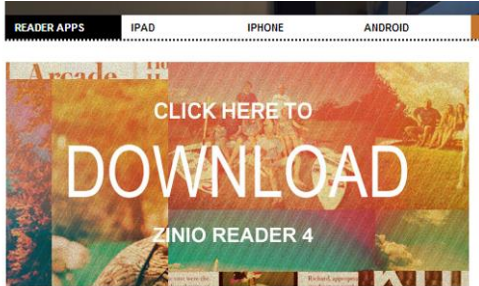 READER APPS IPAD IPHONE ANDROID
Arcade
CLICK HERE TO
DOWNLOAD
ZINIO READER 4